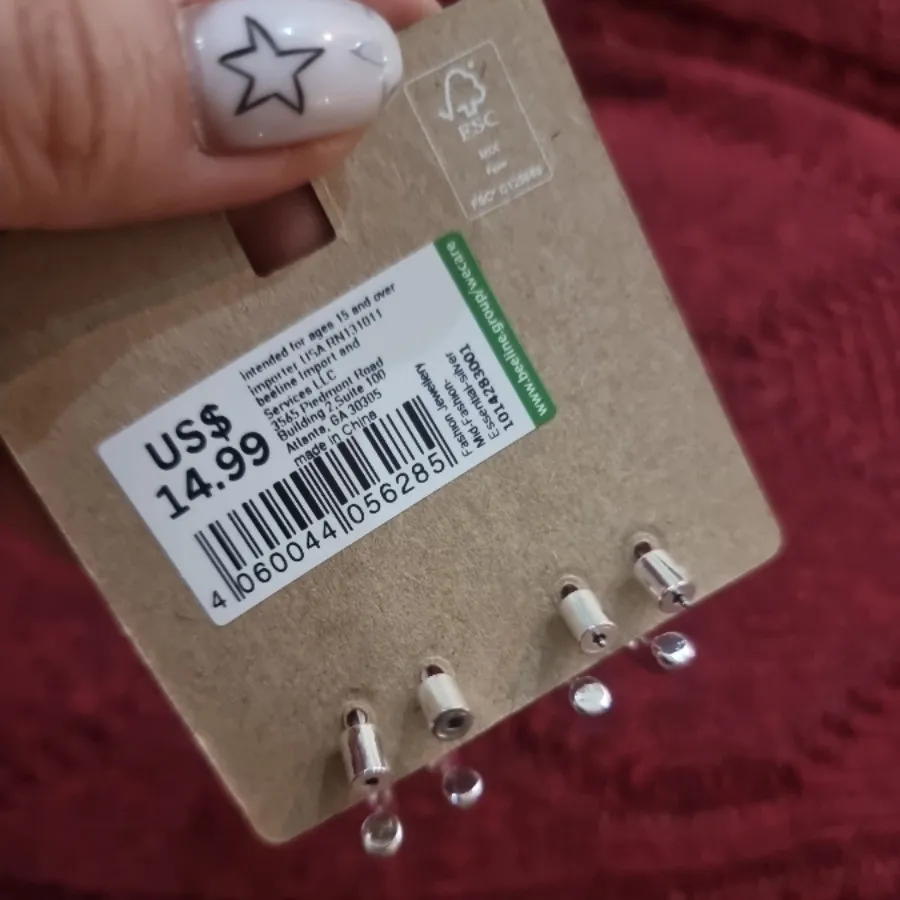 FSC
MIX
www.beeline.group/wecare
Intended for ages 15 and over
Importer USA RN131011
beeline Import and
Services LLC
3565 Piedmont Road
Building 2,Suite 100
Atlanta, GA 30305
made in China
US$
14.99
Fashion Jewellery
Mid-Fashion-
Essential-silver
1014283001
4 060044 056285